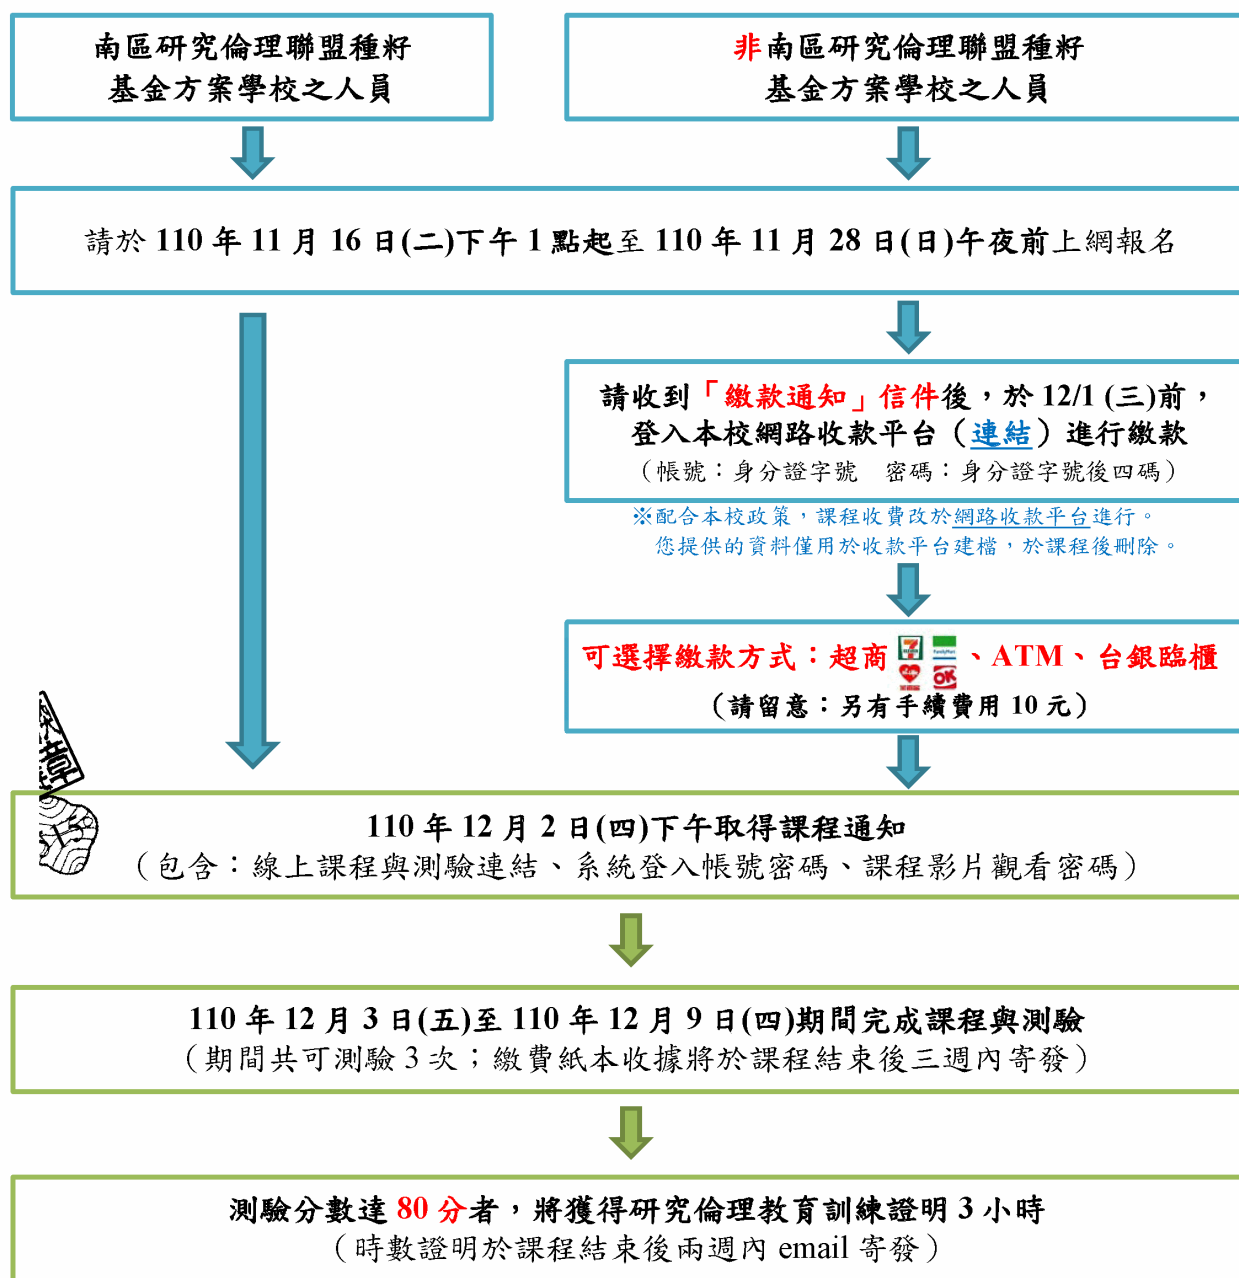 南區研究倫理聯盟種籽
基金方案學校之人員
非南區研究倫理聯盟種籽
基金方案學校之人員
請於 110 年 11 月 16 日(二)下午 1 點起至 110 年 11 月 28 日(日)午夜前上網報名
請收到「繳款通知」信件後，於 12/1 (三)前，
登入本校網路收款平台（連結）進行繳款
（帳號：身分證字號　密碼：身分證字號後四碼）
※配合本校政策，課程收費改於網路收款平台進行。
您提供的資料僅用於收款平台建檔，於課程後刪除。
可選擇繳款方式：超商 、ATM、台銀臨櫃
7
FamilyMart
OK
（請留意：另有手續費用 10 元）
章
110 年 12 月 2 日(四)下午取得課程通知
（包含：線上課程與測驗連結、系統登入帳號密碼、課程影片觀看密碼）
110 年 12 月 3 日(五)至 110 年 12 月 9 日(四)期間完成課程與測驗
（期間共可測驗 3 次；繳費紙本收據將於課程結束後三週內寄發）
測驗分數達 80 分者，將獲得研究倫理教育訓練證明 3 小時
（時數證明於課程結束後兩週內 email 寄發）